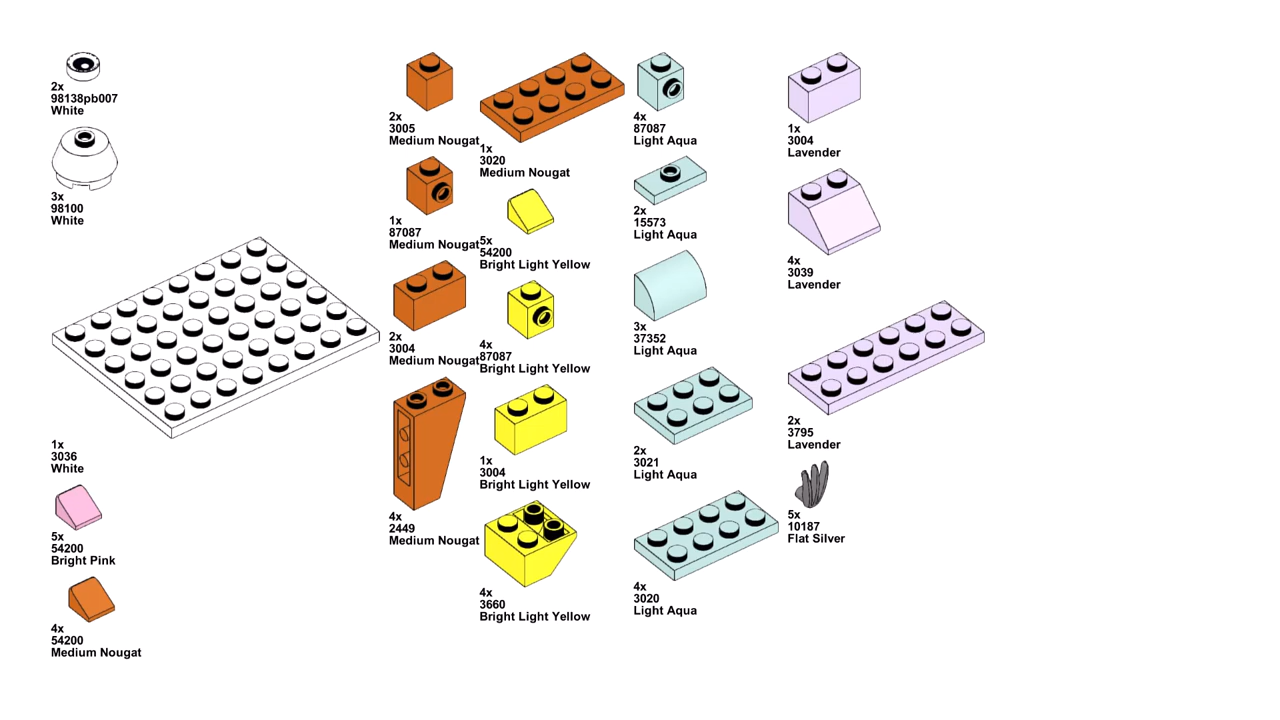 2x
98138pb007
White
3x
98100
White
1x
3036
White
5x
54200
Bright Pink
4x
54200
Medium Nougat
2x
3005
Medium Nougat
1x
87087
Medium Nougat
2x
3004
Medium Nougat
4x
2449
Medium Nougat
1x
3020
Medium Nougat
5x
54200
Bright Light Yellow
4x
87087
Bright Light Yellow
1x
3004
Bright Light Yellow
4x
3660
Bright Light Yellow
4x
87087
Light Aqua
2x
15573
Light Aqua
3x
37352
Light Aqua
2x
3021
Light Aqua
4x
3020
Light Aqua
1x
3004
Lavender
4x
3039
Lavender
2x
3795
Lavender
5x
10187
Flat Silver